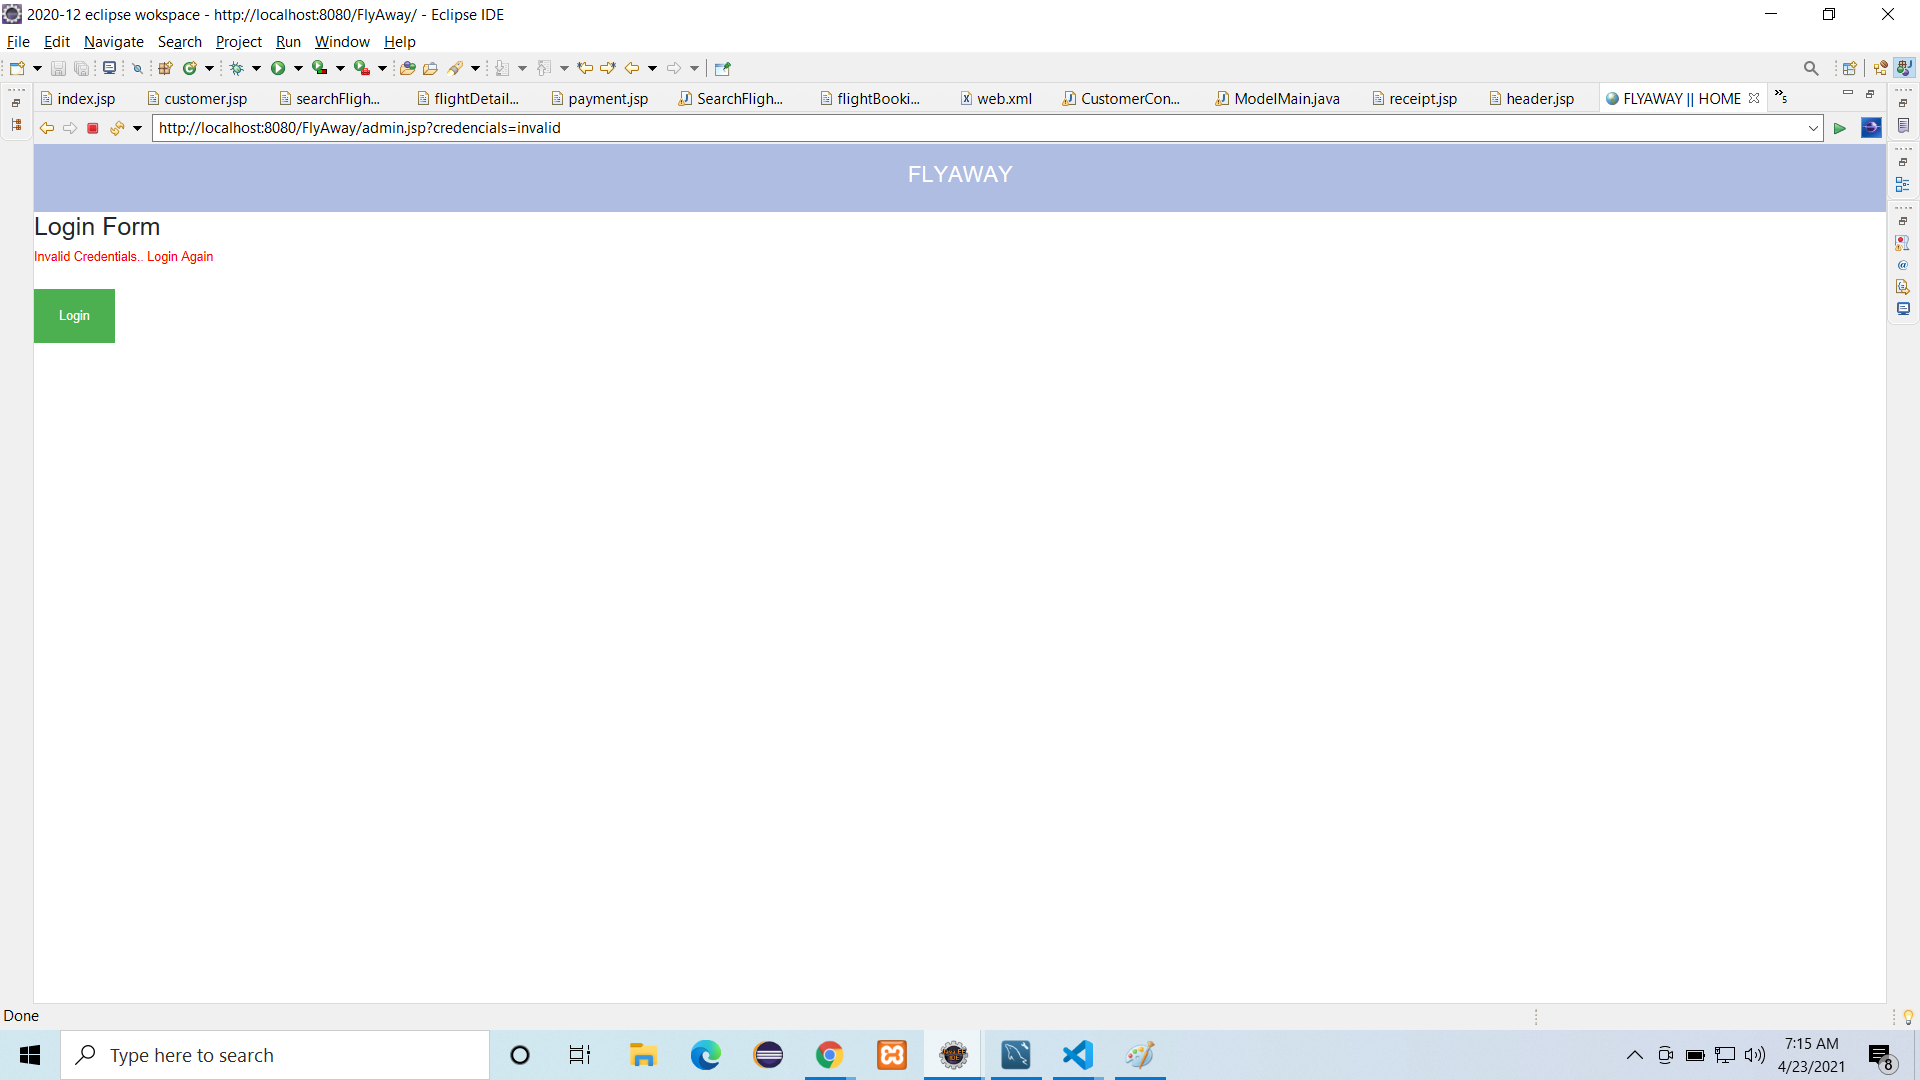 2020-12 eclipse wokspace - http://localhost:8080/FlyAway/ - Eclipse IDE
File Edit Navigate Search Project Run Window Help
index.jsp customer.jsp searchFligh... flightDetail... payment.jsp SearchFligh... flightBooki... web.xml CustomerCon... ModelMain.java receipt.jsp header.jsp FLYAWAY || HOME »5
http://localhost:8080/FlyAway/admin.jsp?credencials=invalid
FLYAWAY
Login Form
Invalid Credentials.. Login Again
Login
Done
Type here to search
7:15 AM
4/23/2021
8